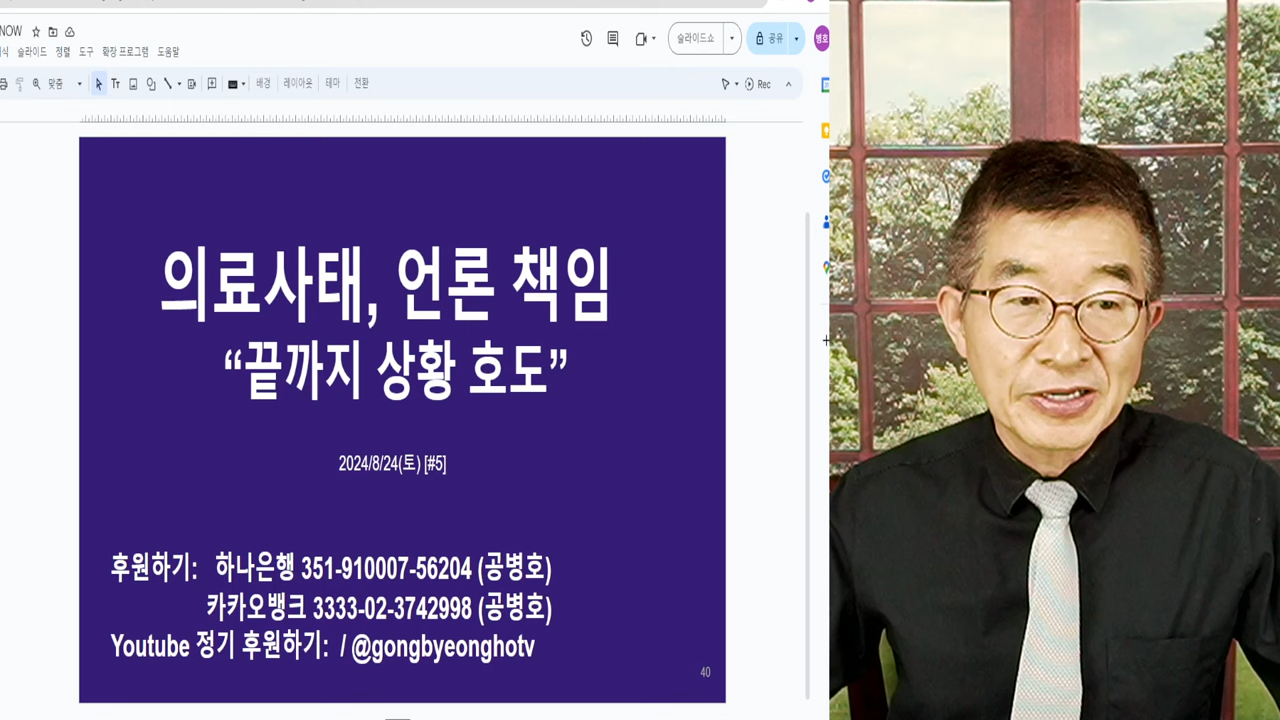 NOW
식 슬라이드 정렬 도구 확장 프로그램 도움말
슬라이드쇼
공유
병호
맞춤
Tт
배경 레이아웃 테마 전환
Rec
의료사태, 언론 책임
“끝까지 상황 호도”
2024/8/24(토) [#5]
후원하기: 하나은행 351-910007-56204 (공병호)
카카오뱅크 3333-02-3742998 (공병호)
Youtube 정기 후원하기: / @gongbyeonghotv
40